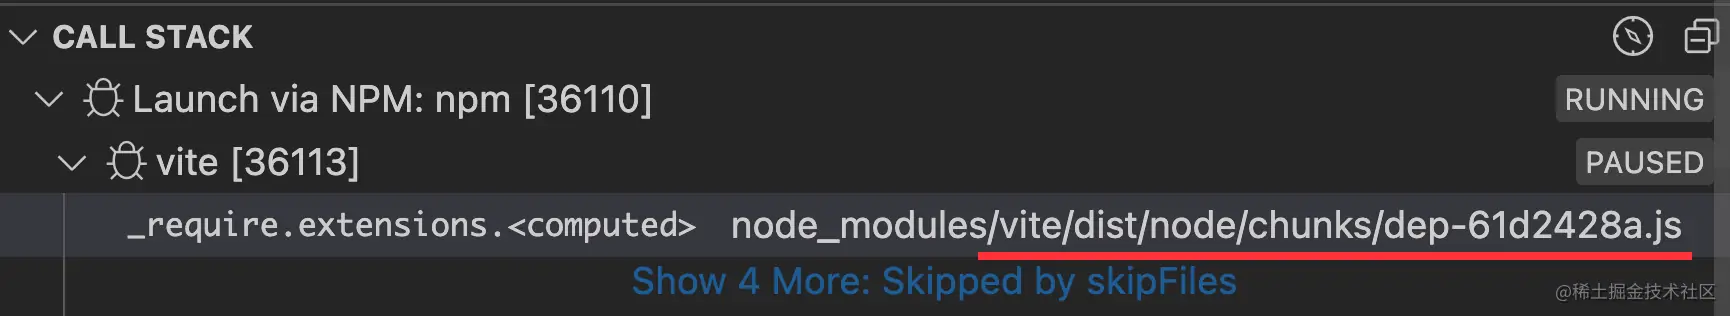 CALL STACK
Launch via NPM: npm [36110] RUNNING
vite [36113] PAUSED
_require.extensions.<computed> node_modules/vite/dist/node/chunks/dep-61d2428a.js
Show 4 More: Skipped by skipFiles
@稀土掘金技术社区